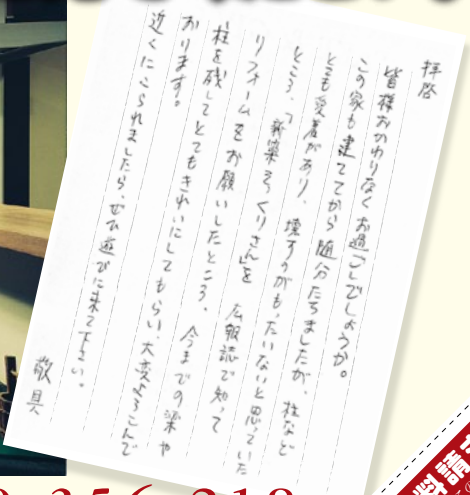 拝啓
皆様おかわりなくお過ごしでしょうか。
この家も建ててから随分たちましたが、柱など
とても愛着があり、壊すのがもったいないと思っていた
ところ、“新築そっくりさん”を広報誌で知って
リフォームをお願いしたところ、今までの梁や
柱を残してとてもきれいにしてもらい、大変よろこんで
おります。
近くにこられましたら、ぜひ遊びに来て下さい。
敬具
料請